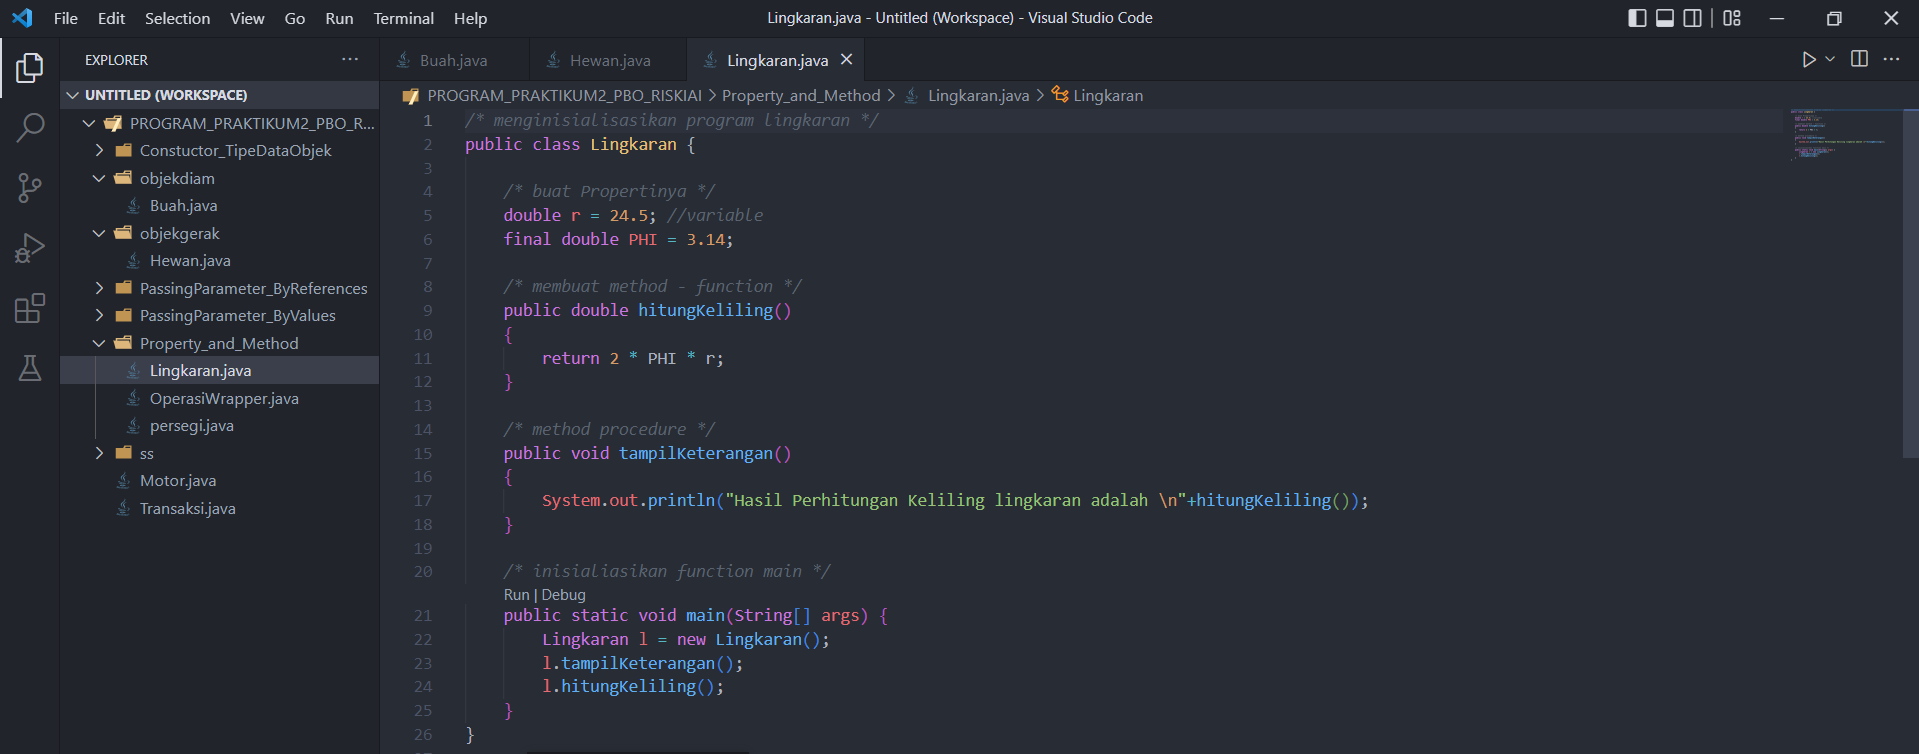 File Edit Selection View Go Run Terminal Help
Lingkaran.java - Untitled (Workspace) - Visual Studio Code
EXPLORER
UNTITLED (WORKSPACE)
PROGRAM_PRAKTIKUM2_PBO_R...
Constuctor_TipeDataObjek
objekdiam
Buah.java
objekgerak
Hewan.java
PassingParameter_ByReferences
PassingParameter_ByValues
Property_and_Method
Lingkaran.java
OperasiWrapper.java
persegi.java
ss
Motor.java
Transaksi.java
Buah.java Hewan.java Lingkaran.java
PROGRAM_PRAKTIKUM2_PBO_RISKIAI > Property_and_Method > Lingkaran.java > Lingkaran
1 /* menginisialisasikan program lingkaran */
2 public class Lingkaran {
3
4 /* buat Propertinya */
5 double r = 24.5; //variable
6 final double PHI = 3.14;
7
8 /* membuat method - function */
9 public double hitungKeliling()
10 {
11 return 2 * PHI * r;
12 }
13
14 /* method procedure */
15 public void tampilKeterangan()
16 {
17 System.out.println("Hasil Perhitungan Keliling lingkaran adalah \n"+hitungKeliling());
18 }
19
20 /* inisialiasikan function main */
Run | Debug
21 public static void main(String[] args) {
22 Lingkaran l = new Lingkaran();
23 l.tampilKeterangan();
24 l.hitungKeliling();
25 }
26 }